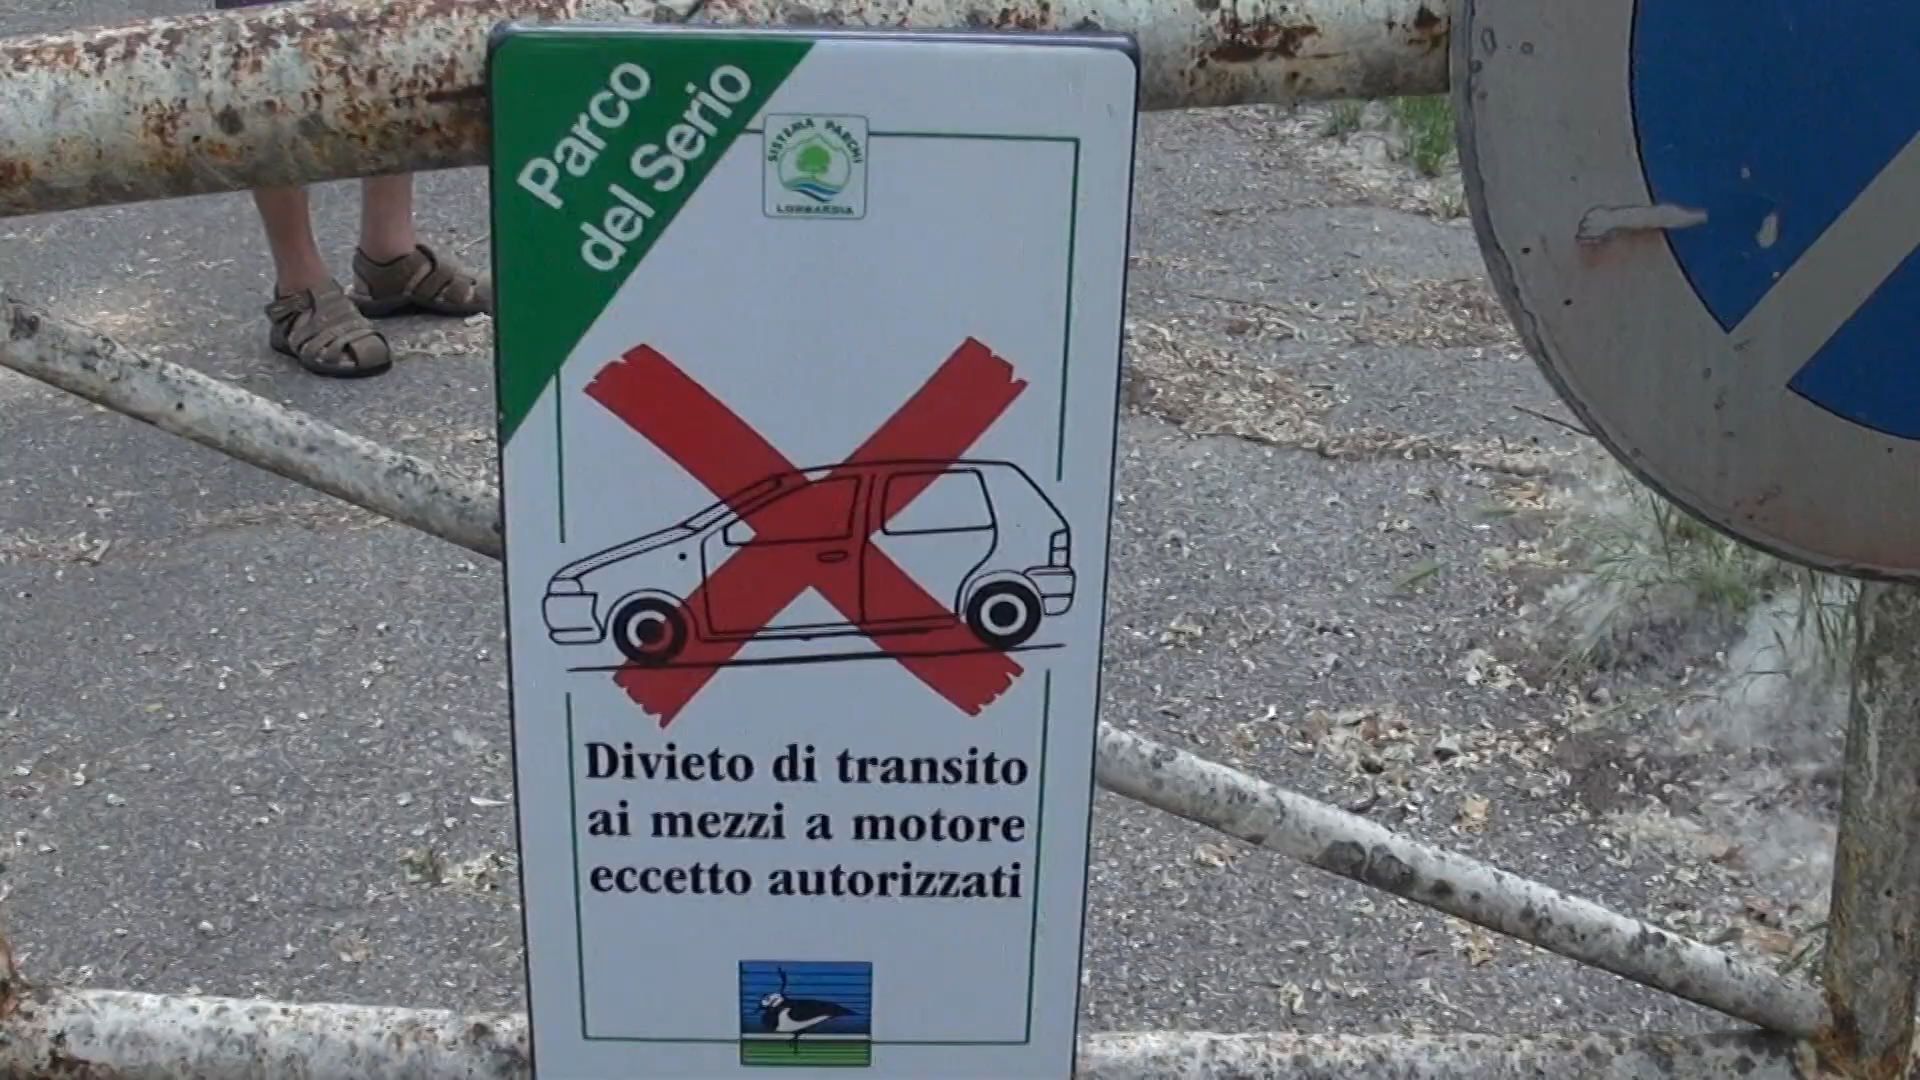 Parco
del Serio
SISTEMA PARCHI
LOMBARDIA
Divieto di transito
ai mezzi a motore
eccetto autorizzati